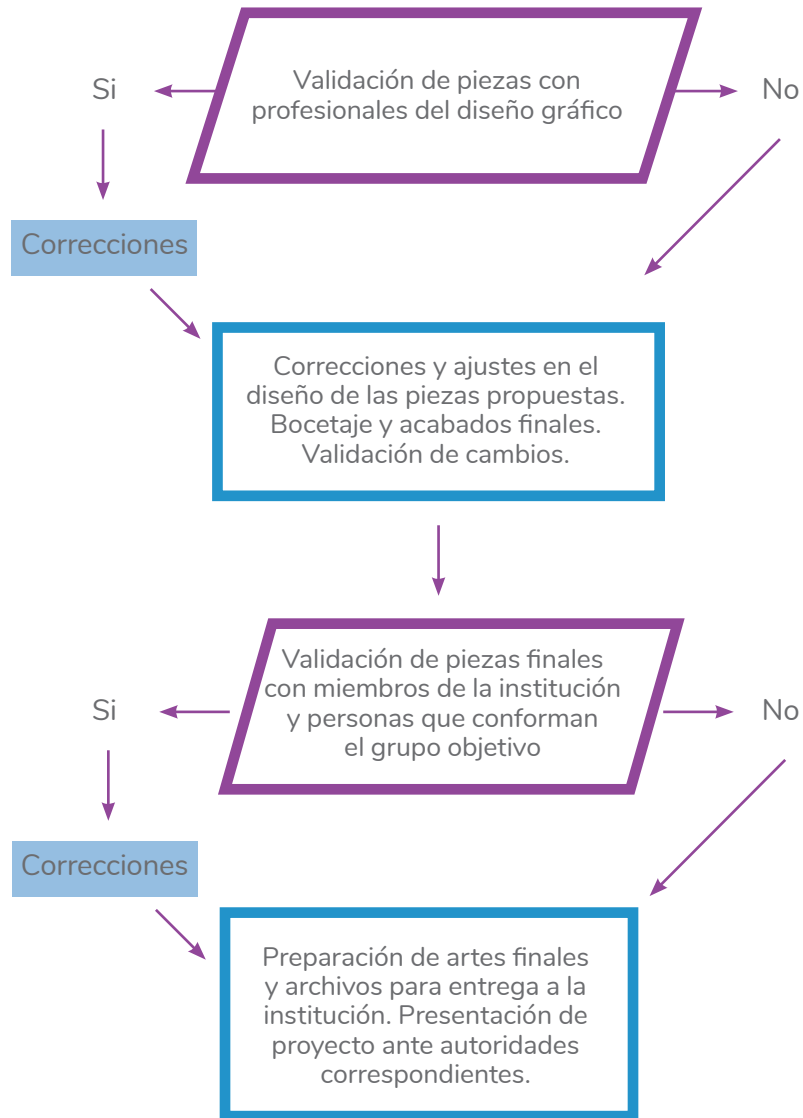 Validación de piezas con
profesionales del diseño gráfico
Si
No
Correcciones
Correcciones y ajustes en el
diseño de las piezas propuestas.
Bocetaje y acabados finales.
Validación de cambios.
Validación de piezas finales
con miembros de la institución
y personas que conforman
el grupo objetivo
Si
No
Correcciones
Preparación de artes finales
y archivos para entrega a la
institución. Presentación de
proyecto ante autoridades
correspondientes.